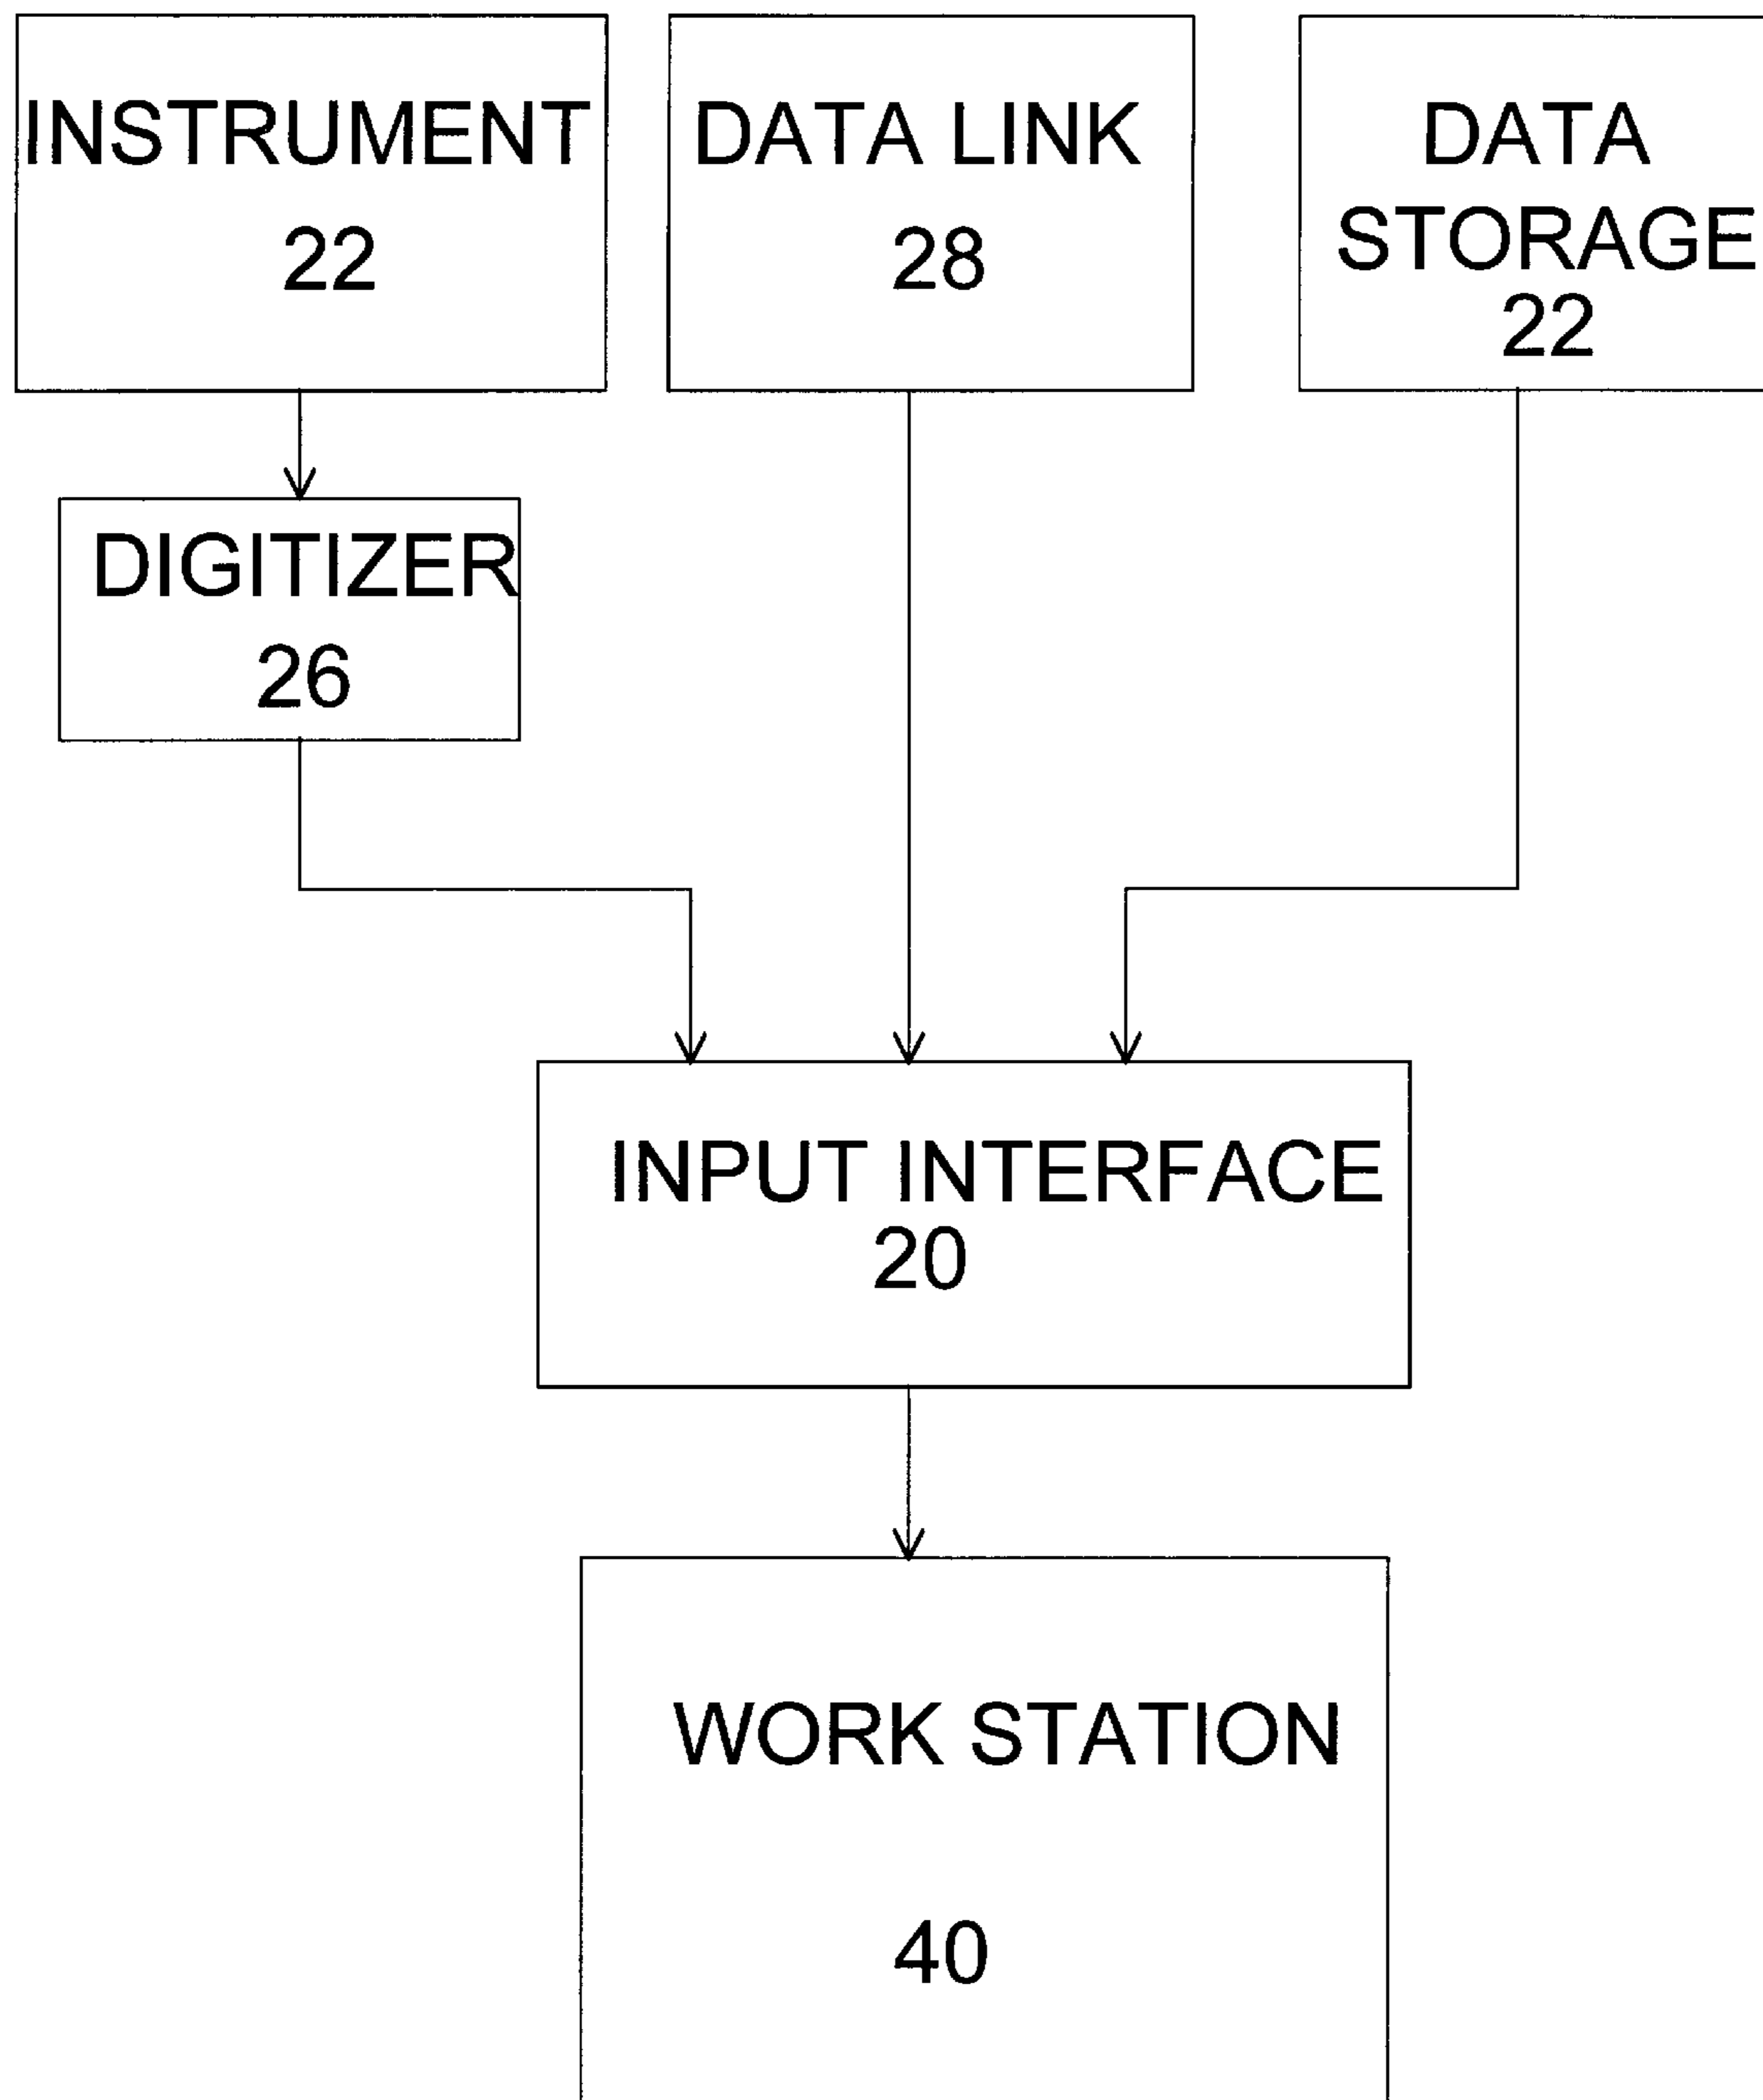 INSTRUMENT
22
DATA LINK
28
DATA
STORAGE
22
DIGITIZER
26
INPUT INTERFACE
20
WORK STATION
40